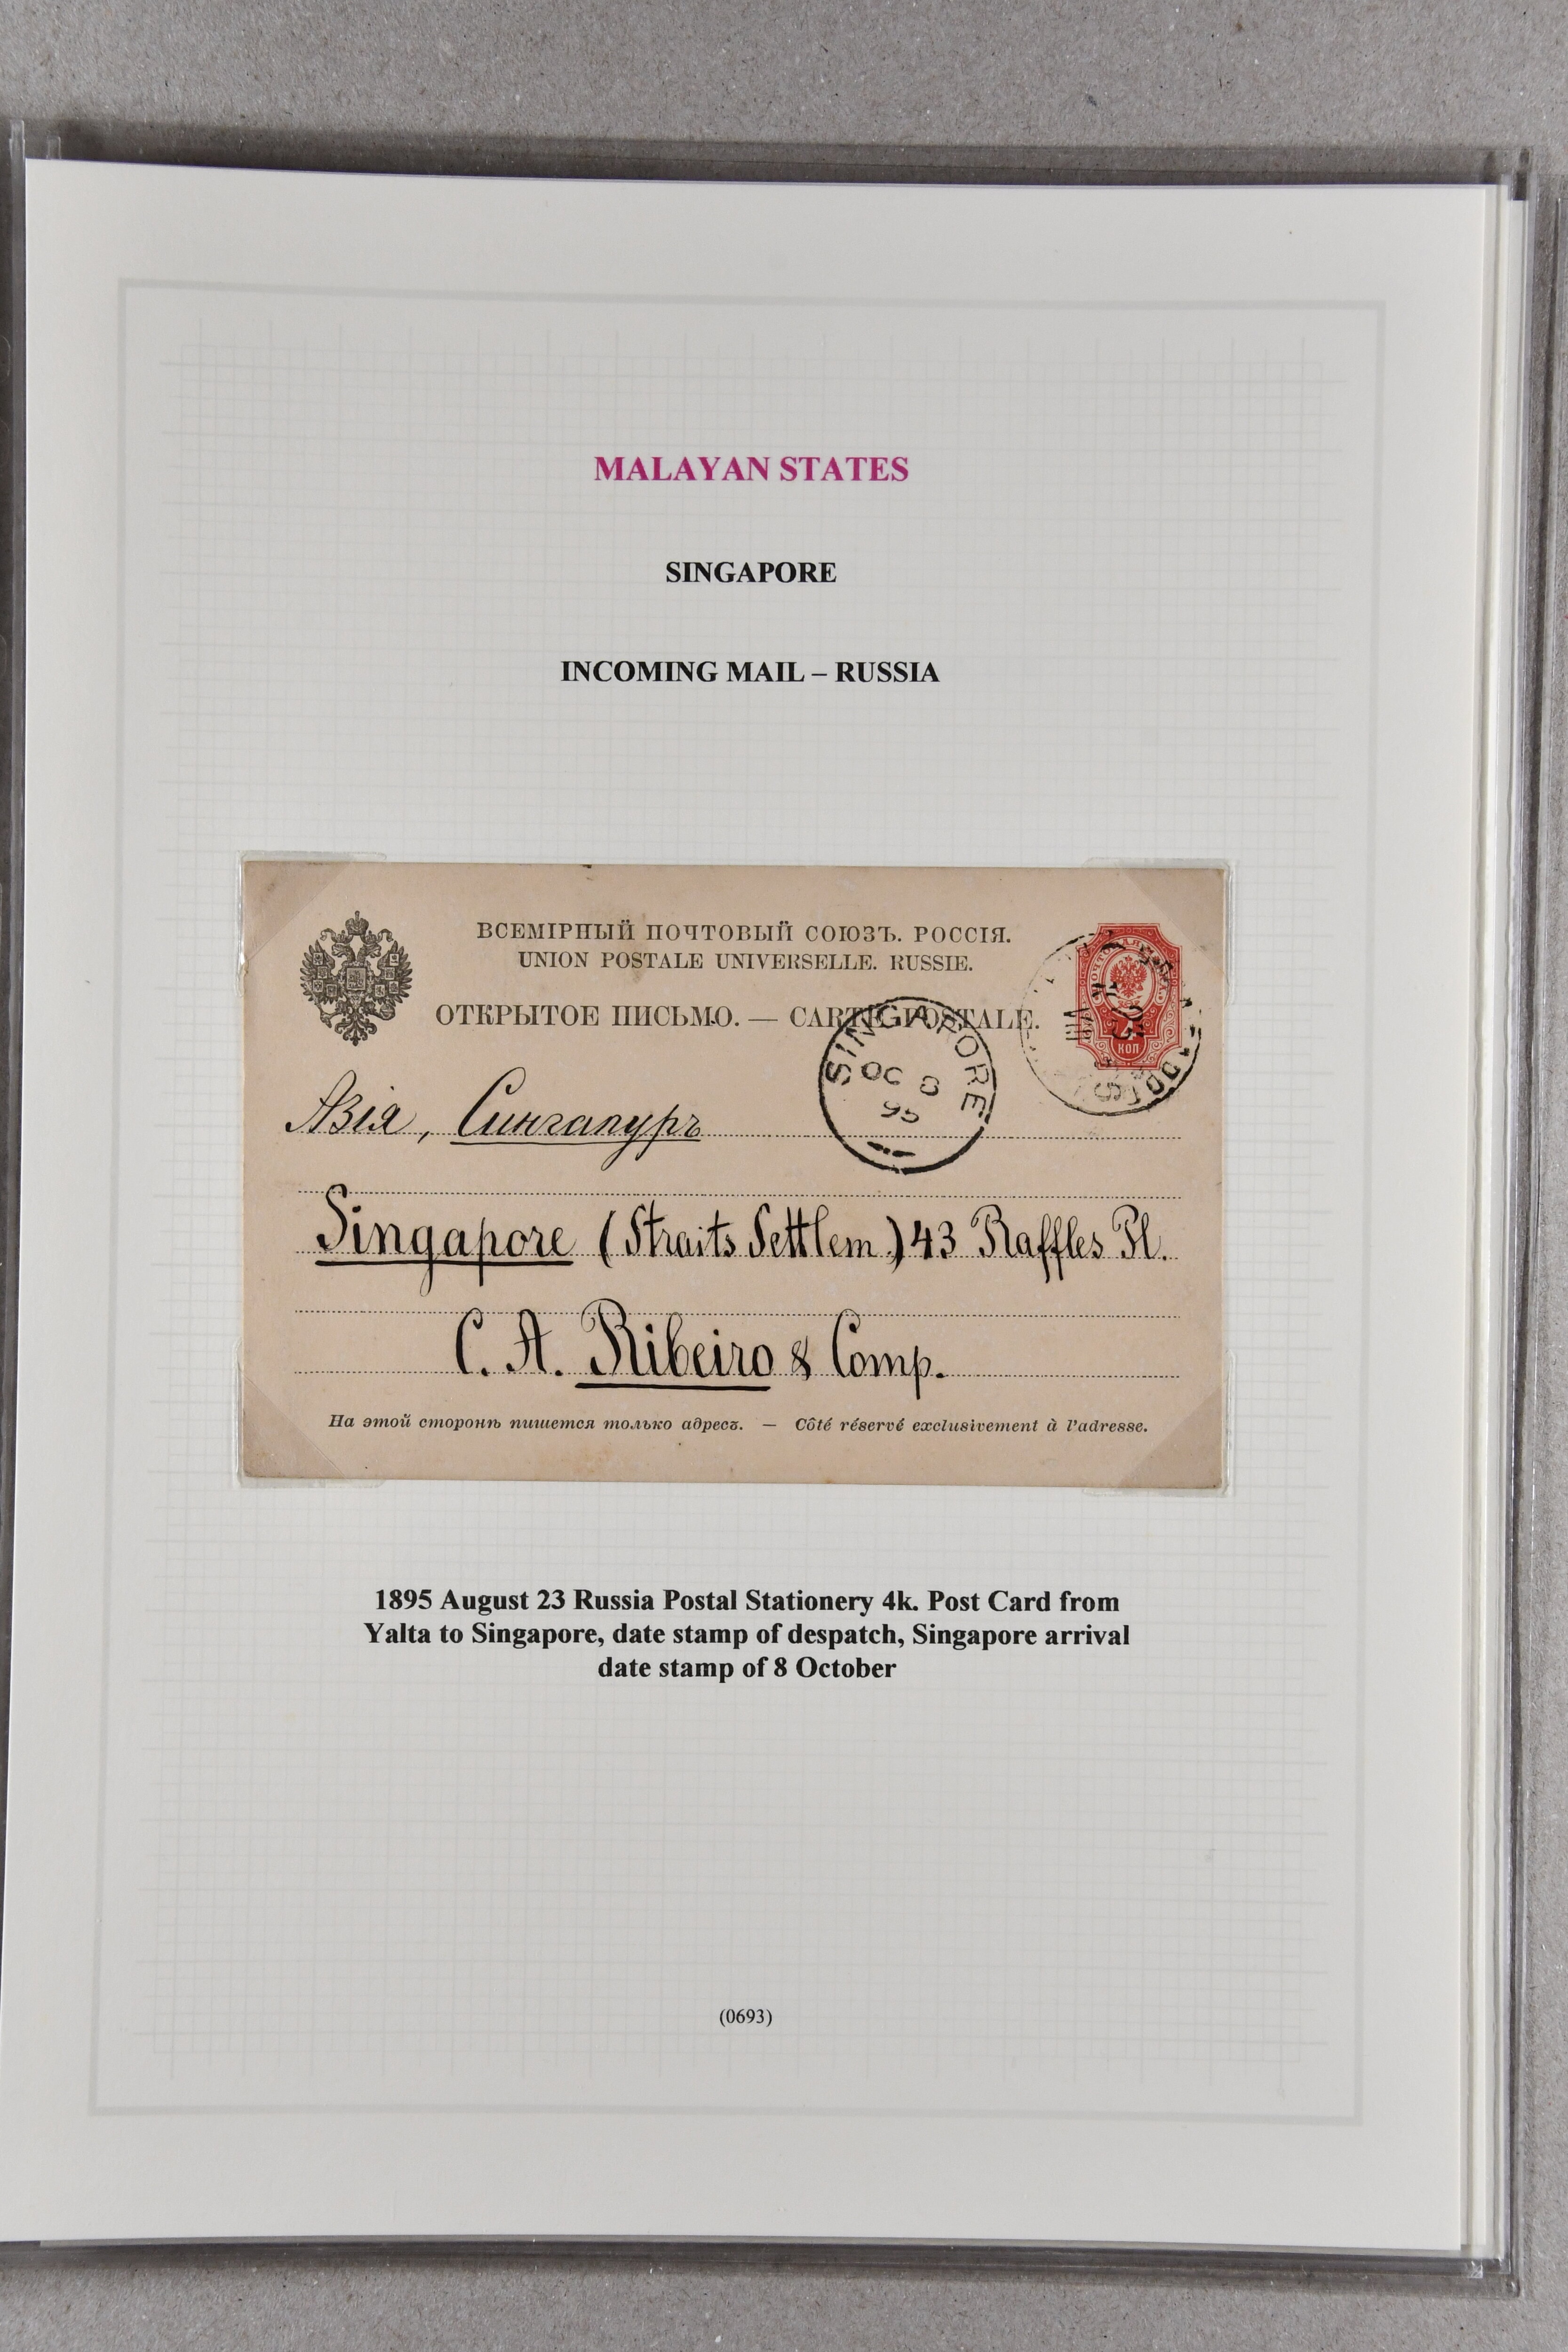 MALAYAN STATES
SINGAPORE
INCOMING MAIL – RUSSIA
ВСЕМІРНЫЙ ПОЧТОВЫЙ СОЮЗЪ. РОССІЯ.
UNION POSTALE UNIVERSELLE. RUSSIE.
ОТКРЫТОЕ ПИСЬМО. — CARTE POSTALE.
КОП
SINGAPORE
OC 8
95
Азія, Сингапуръ
Singapore (Straits Settlem.) 43 Raffles Pl.
C. A. Ribeiro & Comp.
На этой сторонѣ пишется только адресъ. — Côté réservé exclusivement à l'adresse.
1895 August 23 Russia Postal Stationery 4k. Post Card from
Yalta to Singapore, date stamp of despatch, Singapore arrival
date stamp of 8 October
(0693)